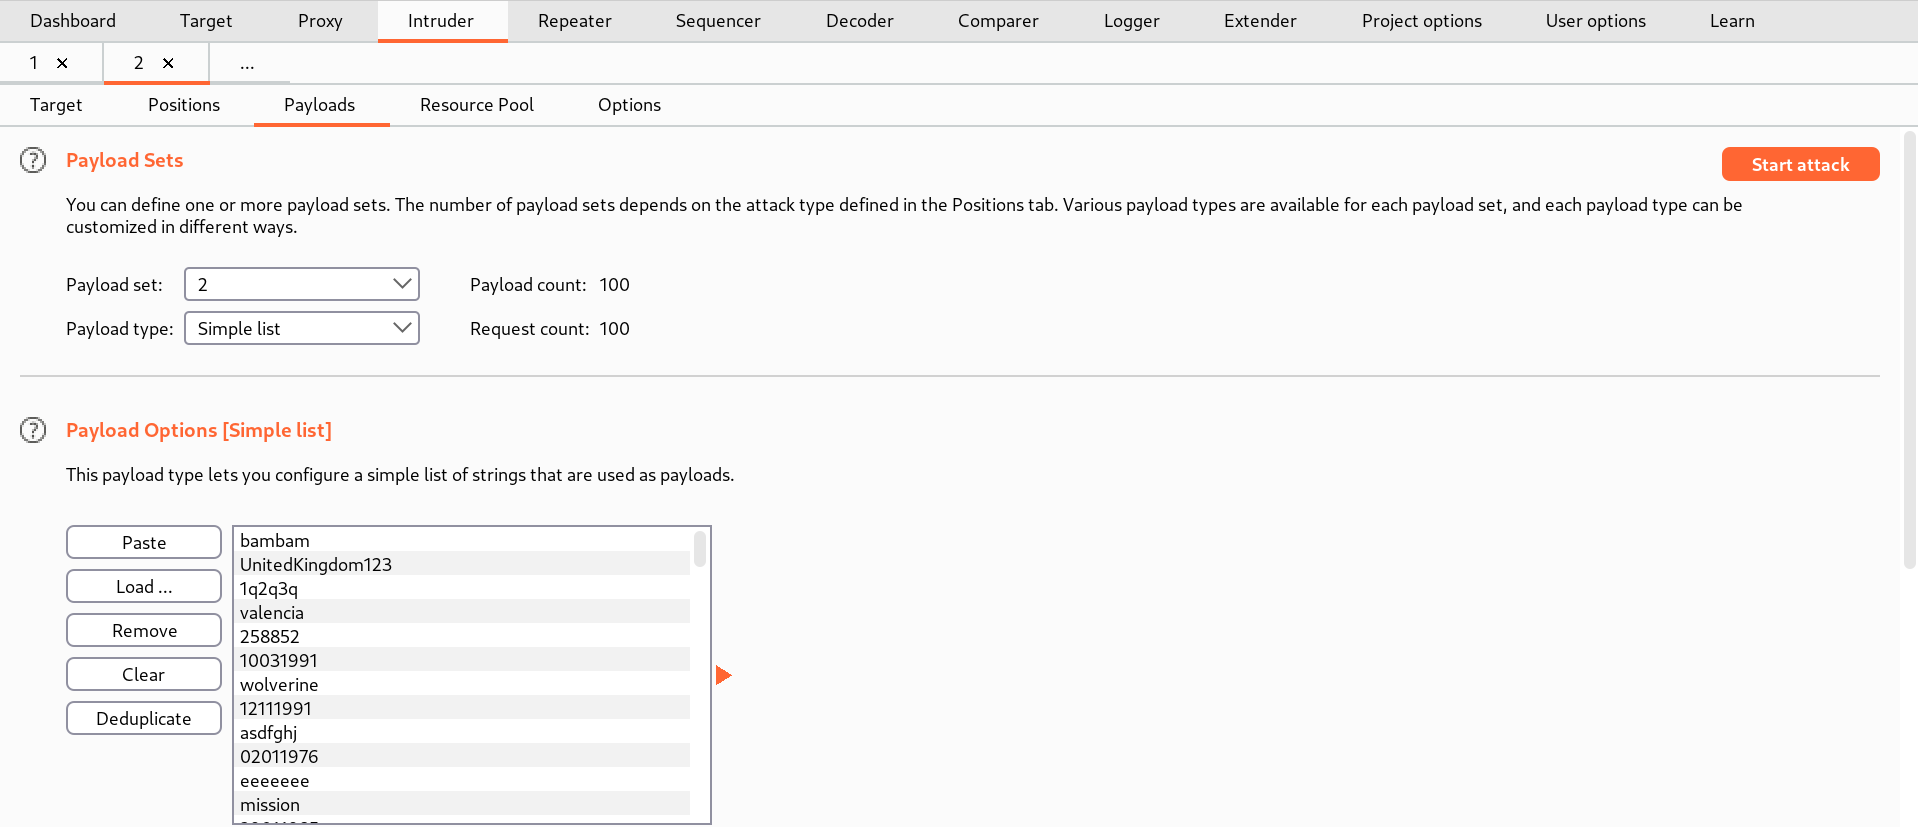 Dashboard Target Proxy Intruder Repeater Sequencer Decoder Comparer Logger Extender Project options User options Learn
1 × 2 × ...
Target Positions Payloads Resource Pool Options
? Payload Sets Start attack
You can define one or more payload sets. The number of payload sets depends on the attack type defined in the Positions tab. Various payload types are available for each payload set, and each payload type can be
customized in different ways.
Payload set: 2 Payload count: 100
Payload type: Simple list Request count: 100
? Payload Options [Simple list]
This payload type lets you configure a simple list of strings that are used as payloads.
Paste
Load ...
Remove
Clear
Deduplicate
bambam
UnitedKingdom123
1q2q3q
valencia
258852
10031991
wolverine
12111991
asdfghj
02011976
eeeeeee
mission